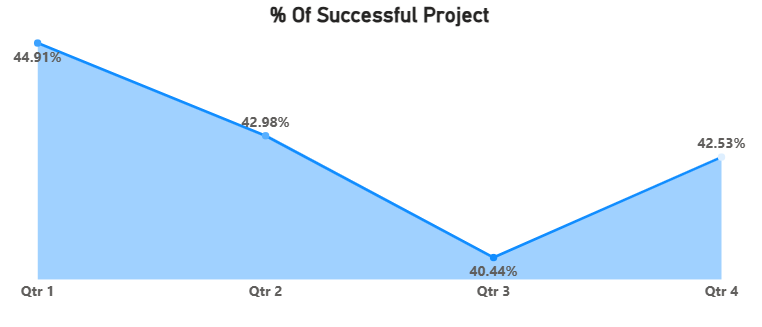 % Of Successful Project
44.91%
42.98%
42.53%
40.44%
Qtr 1
Qtr 2
Qtr 3
Qtr 4